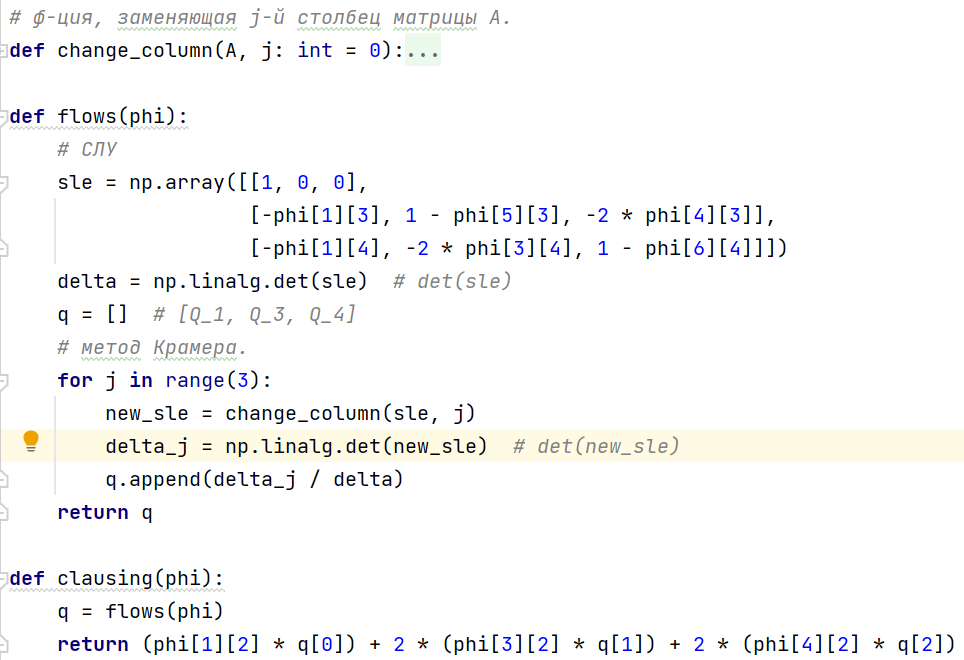 # ф-ция, заменяющая j-й столбец матрицы A.
def change_column(A, j: int = 0):...
def flows(phi):
# СЛУ
sle = np.array([[1, 0, 0],
[-phi[1][3], 1 - phi[5][3], -2 * phi[4][3]],
[-phi[1][4], -2 * phi[3][4], 1 - phi[6][4]]])
delta = np.linalg.det(sle)  # det(sle)
q = []  # [Q_1, Q_3, Q_4]
# метод Крамера.
for j in range(3):
new_sle = change_column(sle, j)
delta_j = np.linalg.det(new_sle)  # det(new_sle)
q.append(delta_j / delta)
return q
def clausing(phi):
q = flows(phi)
return (phi[1][2] * q[0]) + 2 * (phi[3][2] * q[1]) + 2 * (phi[4][2] * q[2])